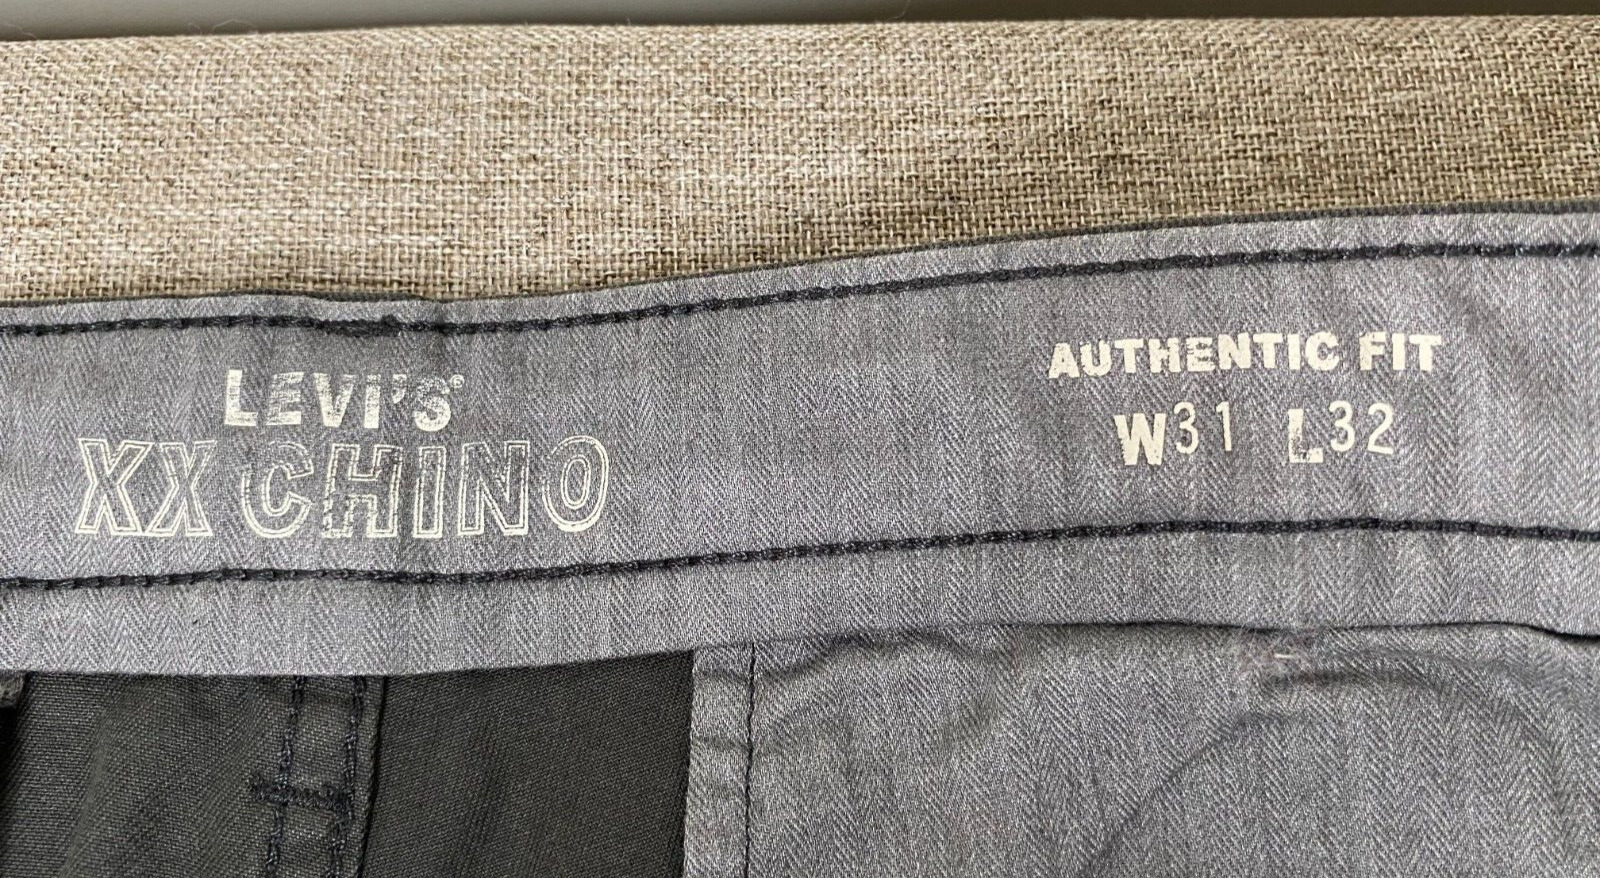 LEVI'S®
XX CHINO
AUTHENTIC FIT
W31 L32